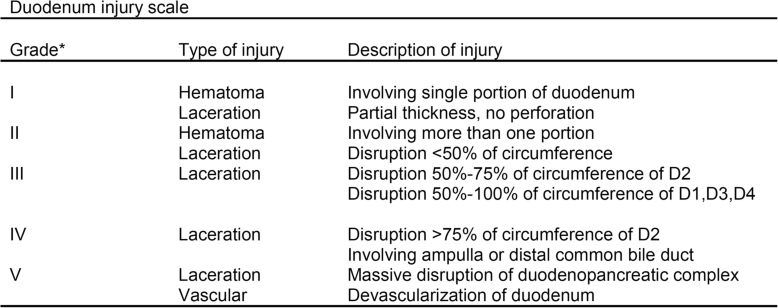 Duodenum injury scale
Grade* Type of injury Description of injury
I Hematoma Involving single portion of duodenum
Laceration Partial thickness, no perforation
II Hematoma Involving more than one portion
Laceration Disruption <50% of circumference
III Laceration Disruption 50%-75% of circumference of D2
Disruption 50%-100% of circumference of D1,D3,D4
IV Laceration Disruption >75% of circumference of D2
Involving ampulla or distal common bile duct
V Laceration Massive disruption of duodenopancreatic complex
Vascular Devascularization of duodenum